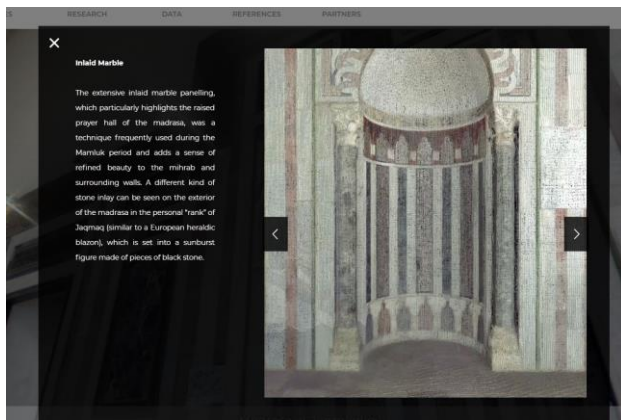 RESEARCH DATA REFERENCES PARTNERS
Inlaid Marble
The extensive inlaid marble panelling,
which particularly highlights the raised
prayer hall of the madrasa, was a
technique frequently used during the
Mamluk period and adds a sense of
refined beauty to the mihrab and
surrounding walls. A different kind of
stone inlay can be seen on the exterior
of the madrasa in the personal "rank" of
Jaqmaq (similar to a European heraldic
blazon), which is set into a sunburst
figure made of pieces of black stone.